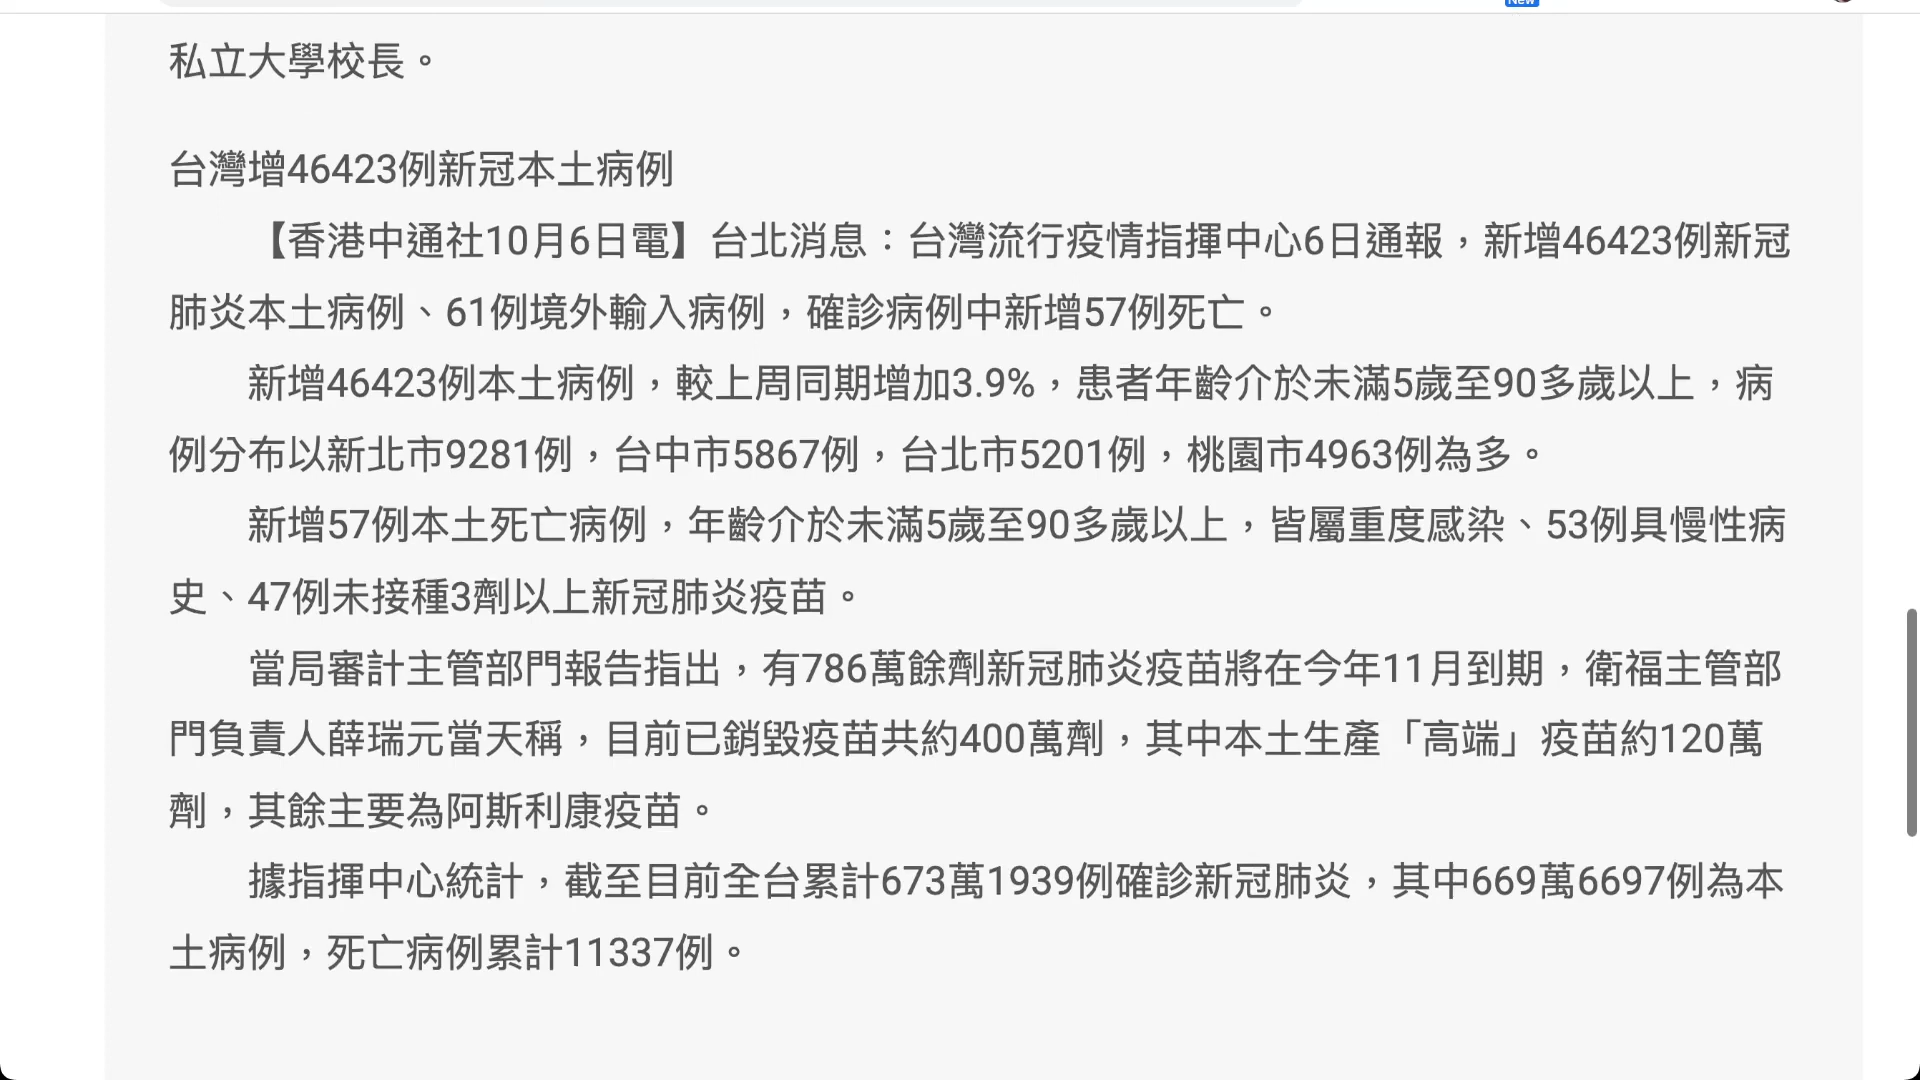 New
私立大學校長。
台灣增46423例新冠本土病例
【香港中通社10月6日電】台北消息：台灣流行疫情指揮中心6日通報，新增46423例新冠
肺炎本土病例、61例境外輸入病例，確診病例中新增57例死亡。
新增46423例本土病例，較上周同期增加3.9%，患者年齡介於未滿5歲至90多歲以上，病
例分布以新北市9281例，台中市5867例，台北市5201例，桃園市4963例為多。
新增57例本土死亡病例，年齡介於未滿5歲至90多歲以上，皆屬重度感染、53例具慢性病
史、47例未接種3劑以上新冠肺炎疫苗。
當局審計主管部門報告指出，有786萬餘劑新冠肺炎疫苗將在今年11月到期，衛福主管部
門負責人薛瑞元當天稱，目前已銷毀疫苗共約400萬劑，其中本土生產「高端」疫苗約120萬
劑，其餘主要為阿斯利康疫苗。
據指揮中心統計，截至目前全台累計673萬1939例確診新冠肺炎，其中669萬6697例為本
土病例，死亡病例累計11337例。